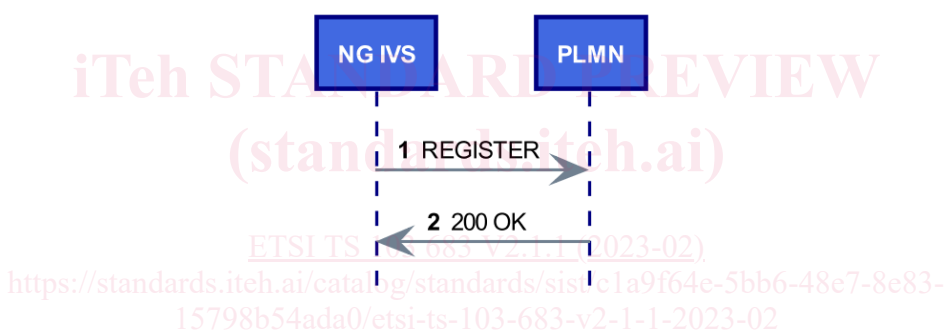 NG IVS PLMN
iTeh STANDARD PREVIEW
(standards.iteh.ai)
1 REGISTER
2 200 OK
ETSI TS 103 683 V2.1.1 (2023-02)
https://standards.iteh.ai/catalog/standards/sist/c1a9f64e-5bb6-48e7-8e83-
15798b54ada0/etsi-ts-103-683-v2-1-1-2023-02